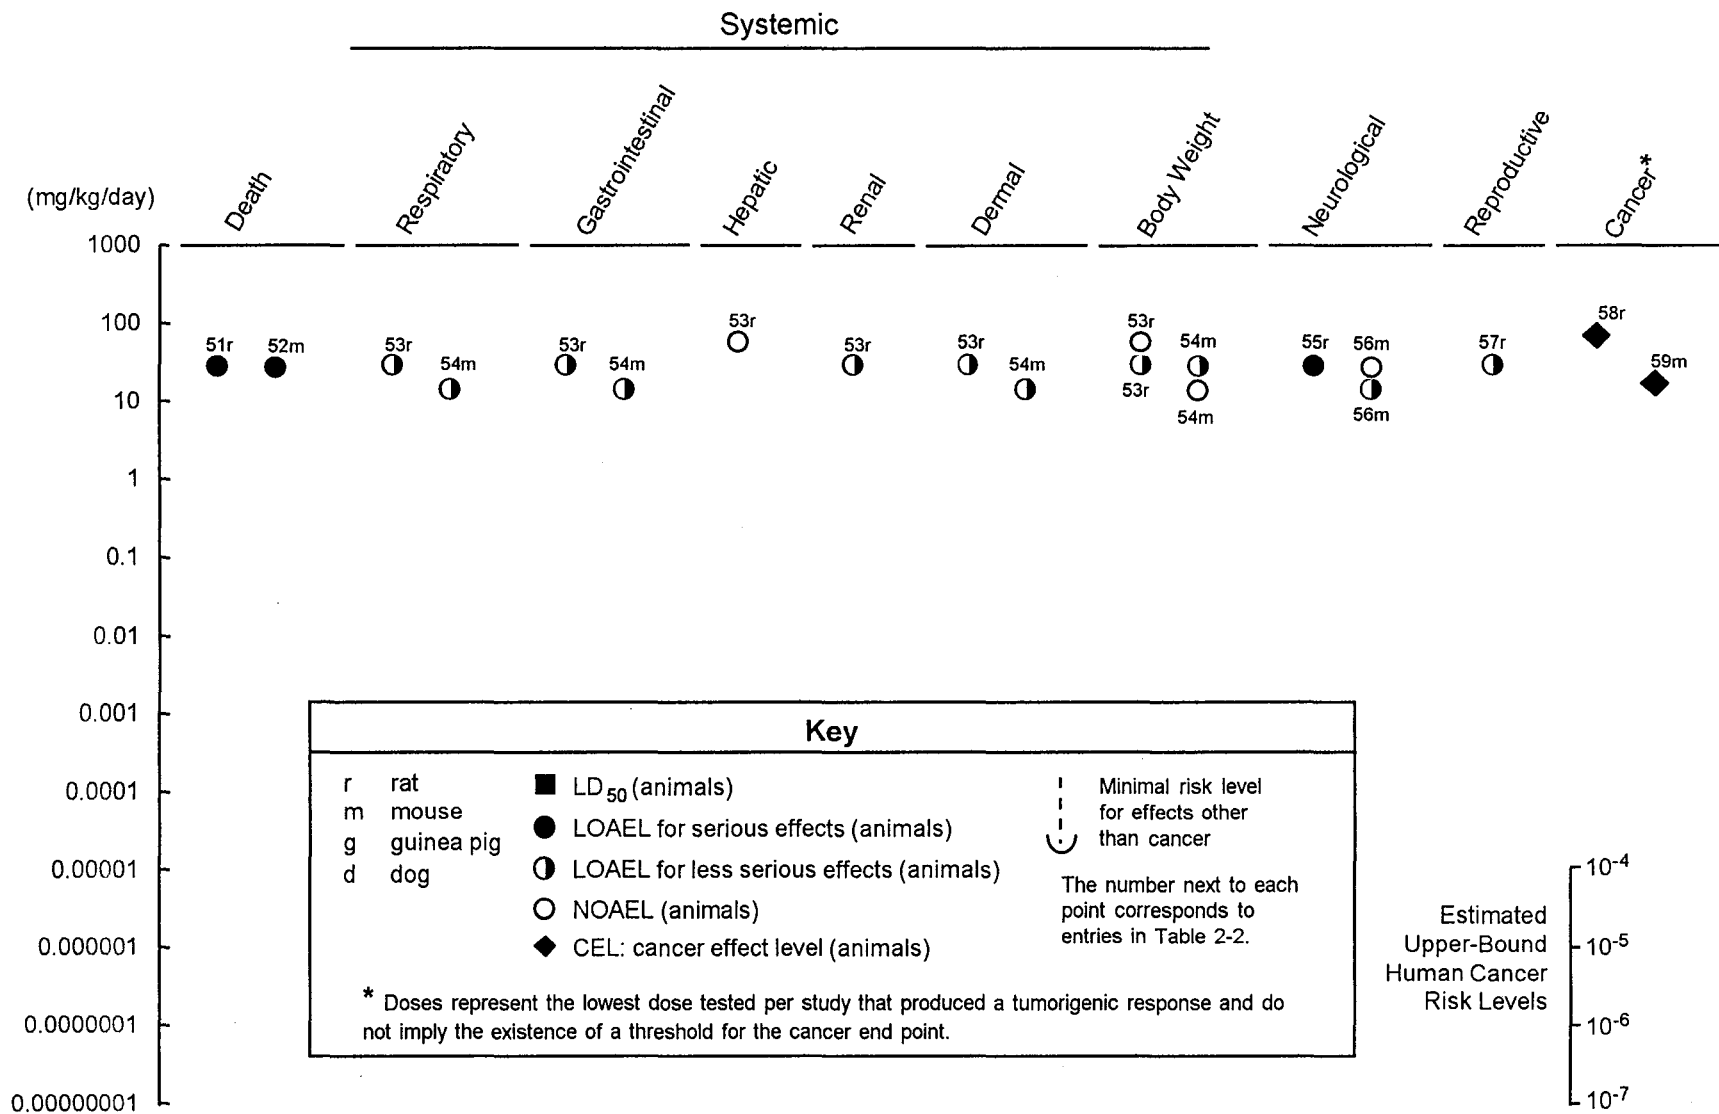 Systemic
(mg/kg/day)
Death
Respiratory
Gastrointestinal
Hepatic
Renal
Dermal
Body Weight
Neurological
Reproductive
Cancer*
1000
100
10
1
0.1
0.01
0.001
0.0001
0.00001
0.000001
0.0000001
0.00000001
51r
52m
53r
54m
53r
54m
53r
53r
53r
54m
53r
53r
54m
54m
55r
56m
56m
57r
58r
59m
Key
r rat
m mouse
g guinea pig
d dog
LD50 (animals)
LOAEL for serious effects (animals)
LOAEL for less serious effects (animals)
NOAEL (animals)
CEL: cancer effect level (animals)
Minimal risk level
for effects other
than cancer
The number next to each
point corresponds to
entries in Table 2-2.
* Doses represent the lowest dose tested per study that produced a tumorigenic response and do
not imply the existence of a threshold for the cancer end point.
Estimated
Upper-Bound
Human Cancer
Risk Levels
10-4
10-5
10-6
10-7